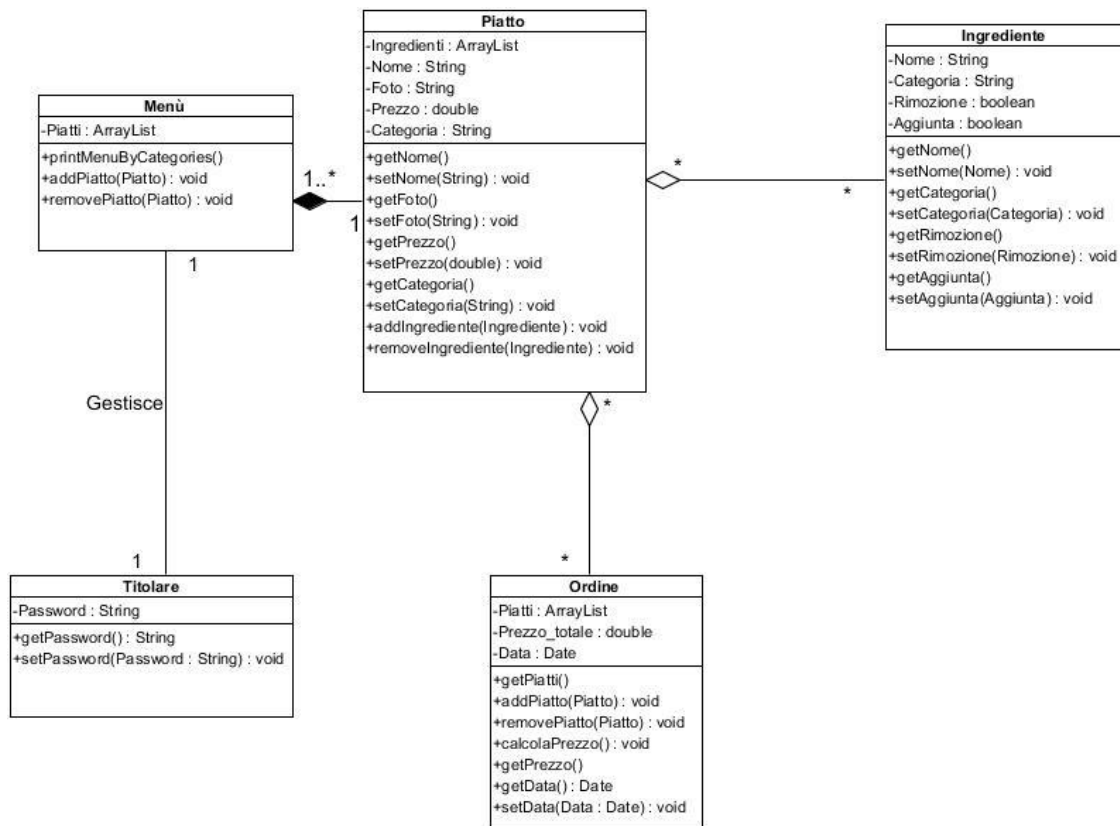 Menù
-Piatti : ArrayList
+printMenuByCategories()
+addPiatto(Piatto) : void
+removePiatto(Piatto) : void
1..*
1
Piatto
-Ingredienti : ArrayList
-Nome : String
-Foto : String
-Prezzo : double
-Categoria : String
+getNome()
+setNome(String) : void
+getFoto()
+setFoto(String) : void
+getPrezzo()
+setPrezzo(double) : void
+getCategoria()
+setCategoria(String) : void
+addIngrediente(Ingrediente) : void
+removeIngrediente(Ingrediente) : void
*
*
Ingrediente
-Nome : String
-Categoria : String
-Rimozione : boolean
-Aggiunta : boolean
+getNome()
+setNome(Nome) : void
+getCategoria()
+setCategoria(Categoria) : void
+getRimozione()
+setRimozione(Rimozione) : void
+getAggiunta()
+setAggiunta(Aggiunta) : void
1
Gestisce
1
Titolare
-Password : String
+getPassword() : String
+setPassword(Password : String) : void
*
*
Ordine
-Piatti : ArrayList
-Prezzo_totale : double
-Data : Date
+getPiatti()
+addPiatto(Piatto) : void
+removePiatto(Piatto) : void
+calcolaPrezzo() : void
+getPrezzo()
+getData() : Date
+setData(Data : Date) : void